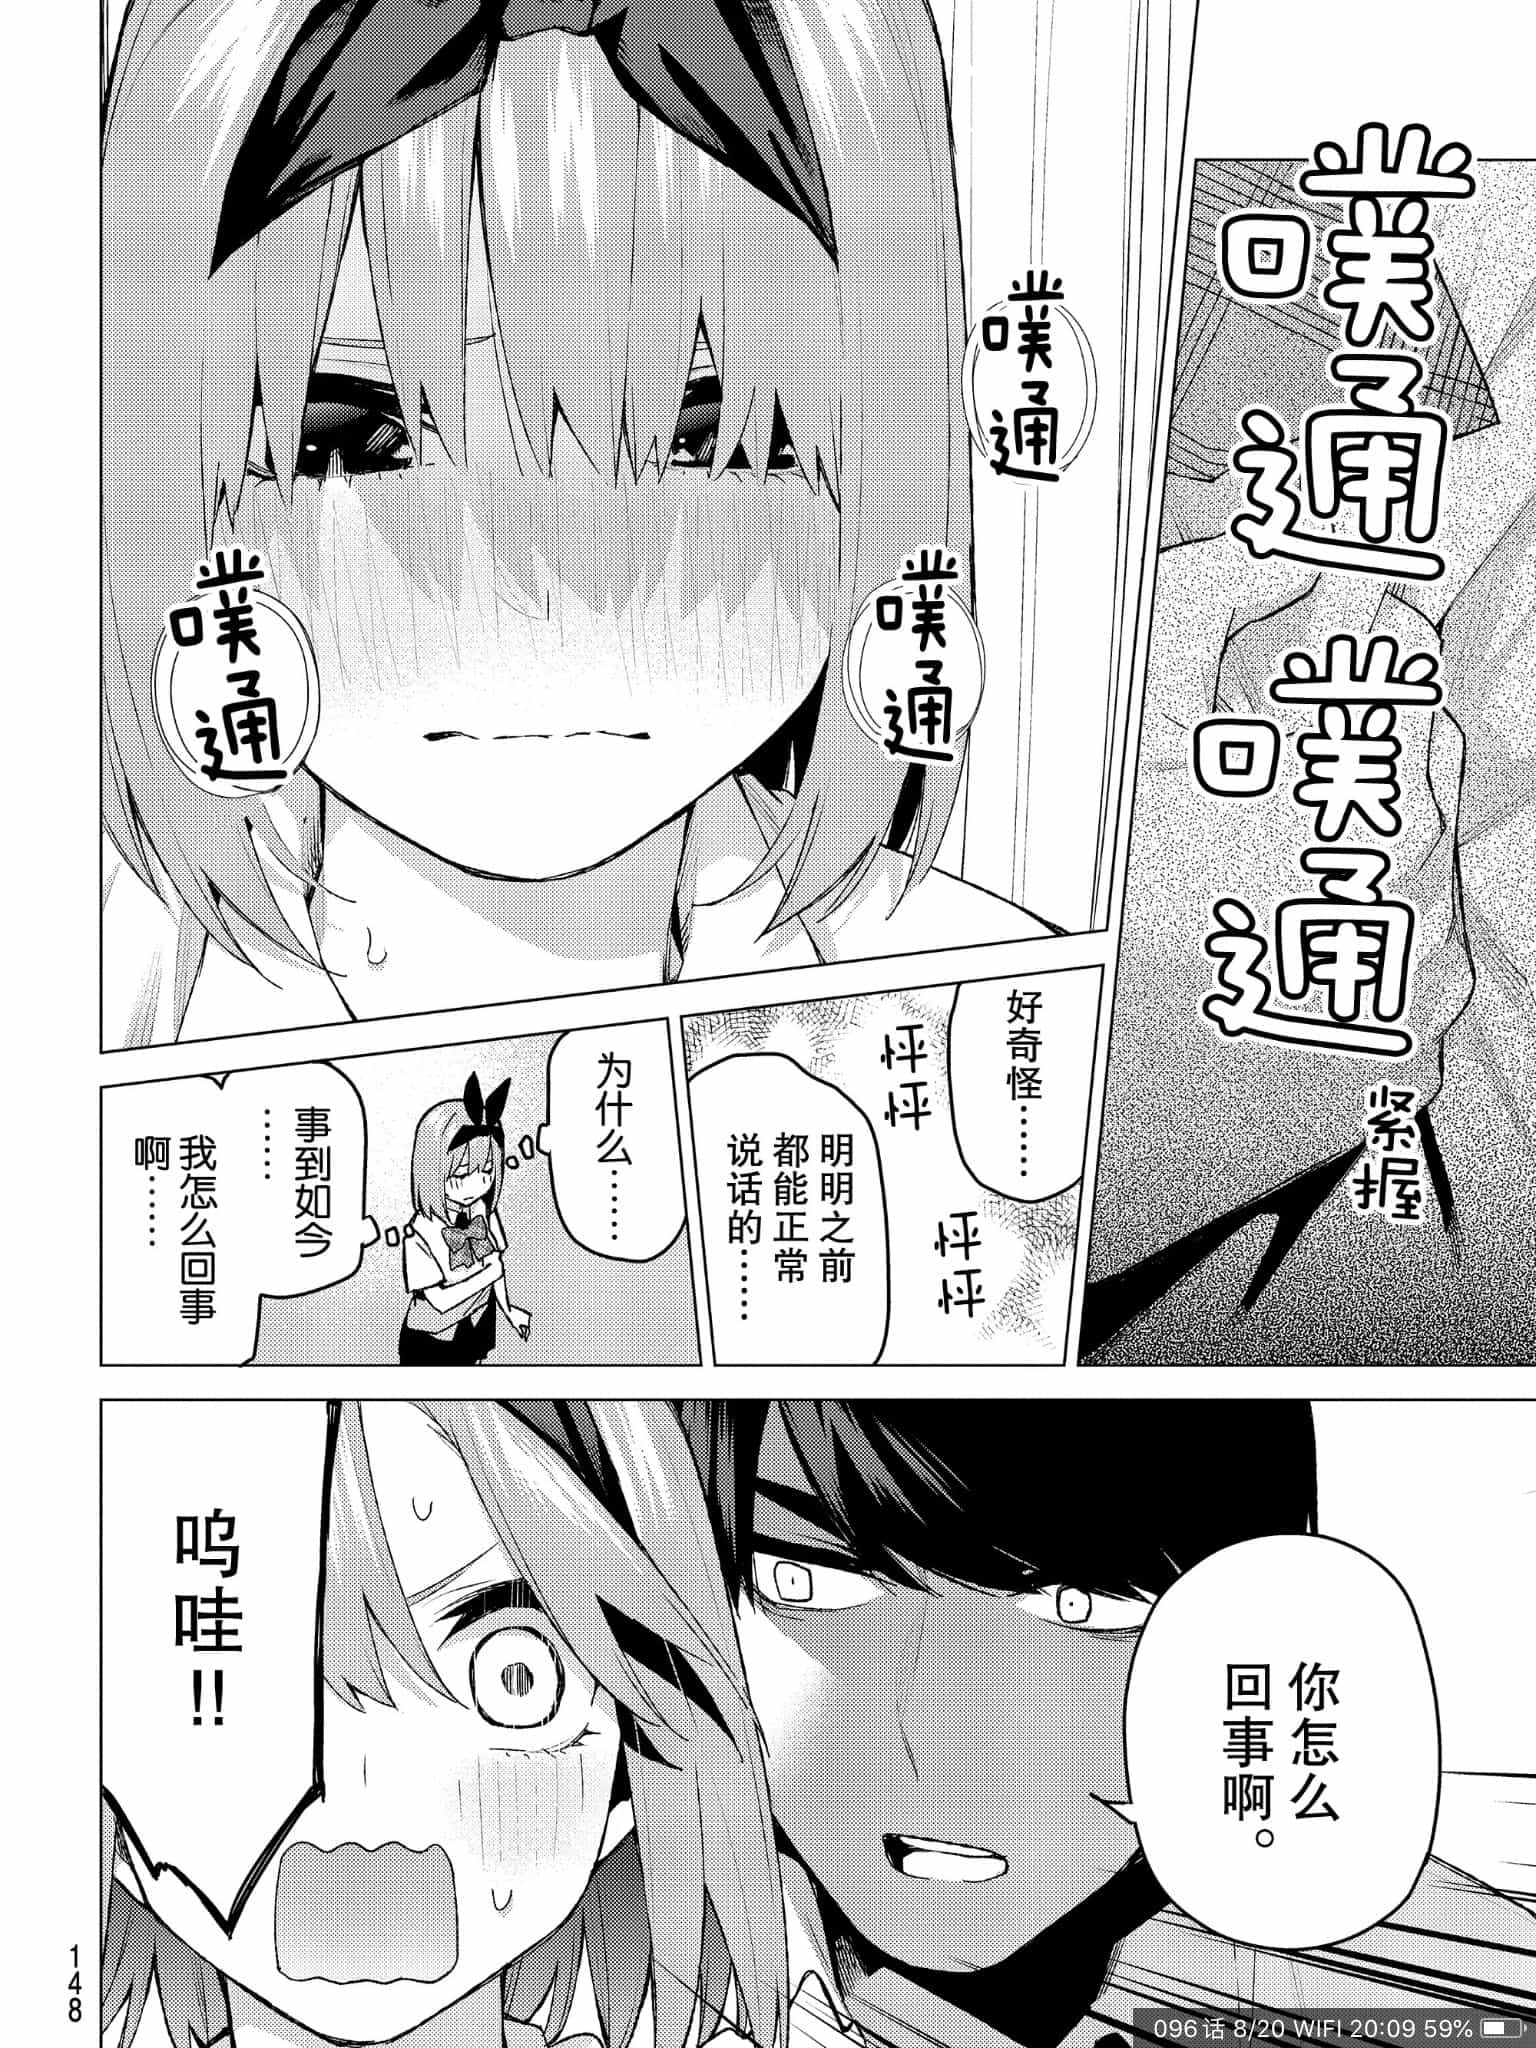 噗通
噗通
紧握
噗通
噗通
噗通
好奇怪……
怦怦
怦怦
明明之前
都能正常
说话的……
为什么……
事到如今
……
我怎么回事
啊……
你怎么
回事啊。
呜哇!!
148
096话 8/20 WIFI 20:09 59%